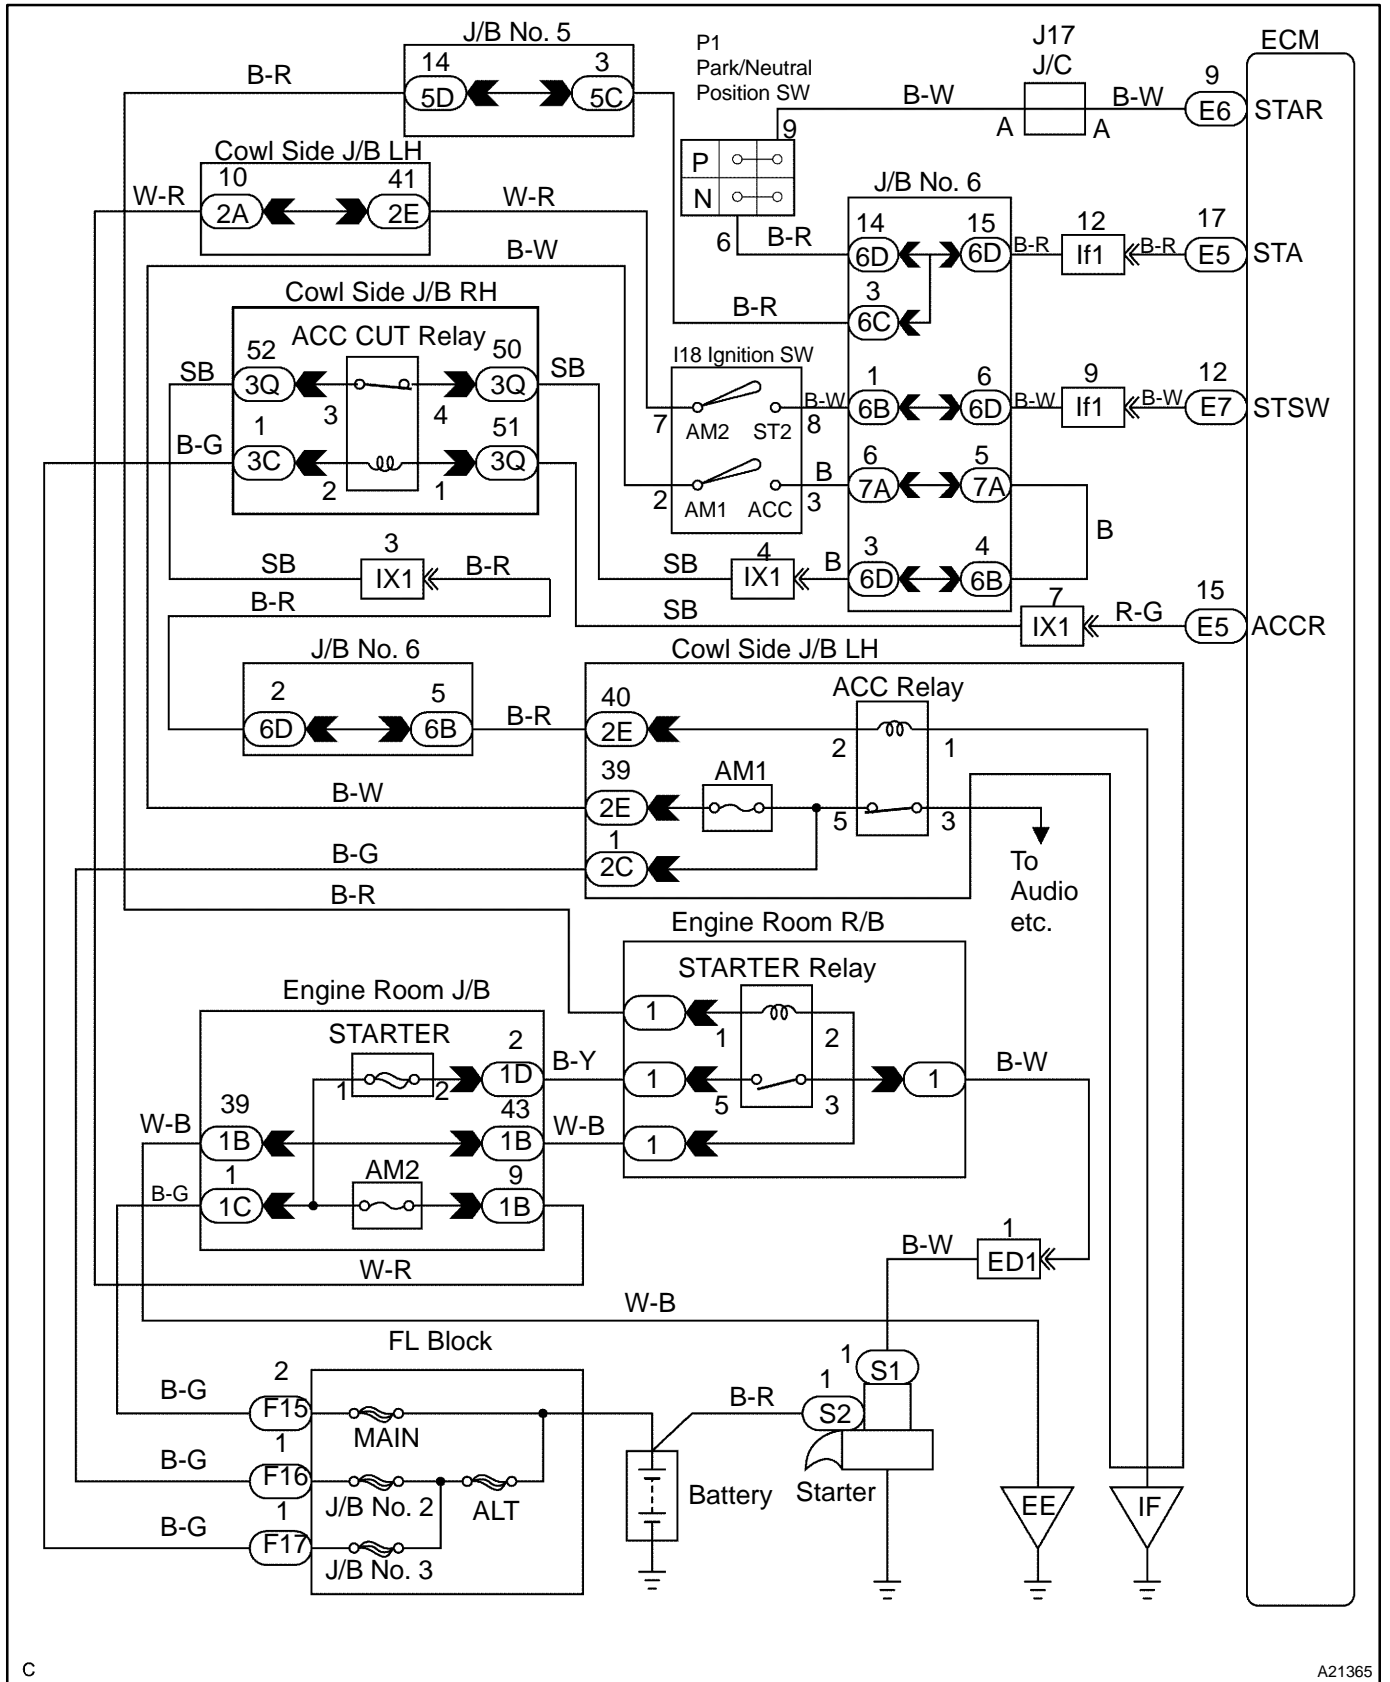 J/B No. 5
P1
Park/Neutral
Position SW
J17
J/C
ECM
B-R
14
5D
3
5C
B-W
A
A
B-W
9
E6
STAR
9
P
N
6
B-R
Cowl Side J/B LH
W-R
10
2A
41
2E
W-R
B-W
J/B No. 6
14
6D
15
6D
B-R
12
If1
B-R
17
E5
STA
3
6C
B-R
Cowl Side J/B RH
ACC CUT Relay
SB
52
3Q
3
4
50
3Q
SB
B-G
1
3C
2
1
51
3Q
I18 Ignition SW
7
AM2
ST2
8
B-W
1
6B
6
6D
B-W
9
If1
B-W
12
E7
STSW
2
AM1
ACC
3
B
6
7A
5
7A
B
SB
3
IX1
B-R
SB
4
IX1
B
3
6D
4
6B
B-R
SB
7
IX1
R-G
15
E5
ACCR
J/B No. 6
2
6D
5
6B
B-R
Cowl Side J/B LH
ACC Relay
40
2E
2
1
B-W
39
2E
AM1
5
3
B-G
1
2C
To
Audio
etc.
B-R
Engine Room R/B
STARTER Relay
1
1
2
1
5
3
1
B-W
1
Engine Room J/B
STARTER
1
2
2
1D
B-Y
W-B
39
1B
43
1B
W-B
B-G
1
1C
AM2
9
1B
W-R
B-W
1
ED1
W-B
FL Block
B-G
2
F15
MAIN
B-G
1
F16
J/B No. 2
ALT
B-G
1
F17
J/B No. 3
Battery
B-R
1
S2
1
S1
Starter
EE
IF
C
A21365